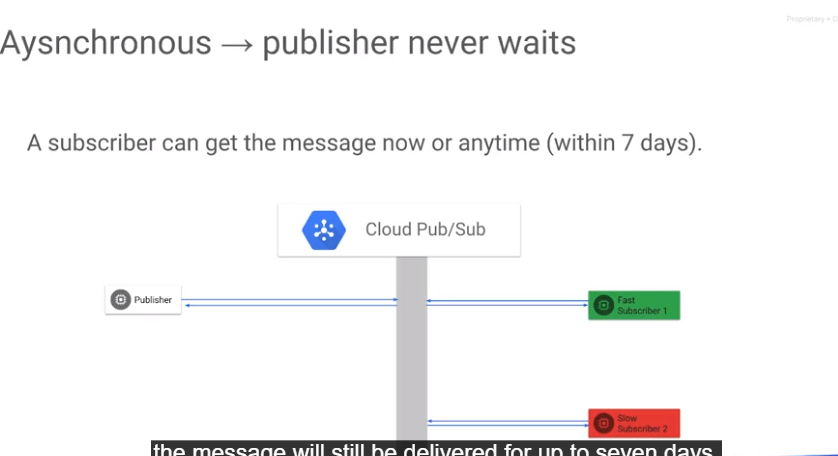 Proprietary + C
Aysnchronous → publisher never waits
A subscriber can get the message now or anytime (within 7 days).
Cloud Pub/Sub
Publisher
Fast
Subscriber 1
Slow
Subscriber 2
the message will still be delivered for up to seven days.